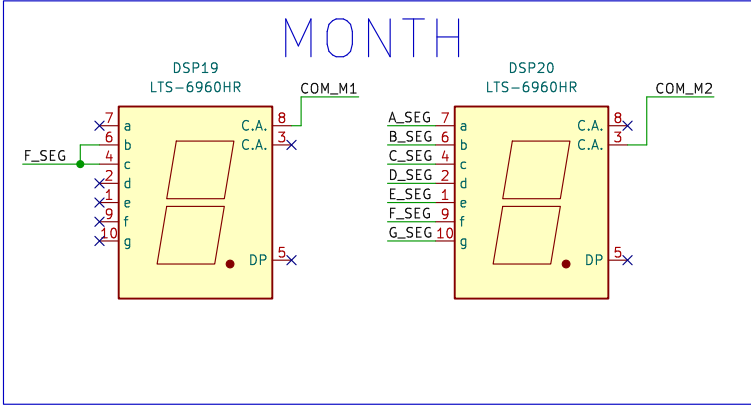 MONTH
DSP19
LTS-6960HR
COM_M1
7 a
6 b
F_SEG 4 c
2 d
1 e
9 f
10 g
C.A. 8
C.A. 3
DP 5
DSP20
LTS-6960HR
COM_M2
A_SEG 7 a
B_SEG 6 b
C_SEG 4 c
D_SEG 2 d
E_SEG 1 e
F_SEG 9 f
G_SEG 10 g
C.A. 8
C.A. 3
DP 5